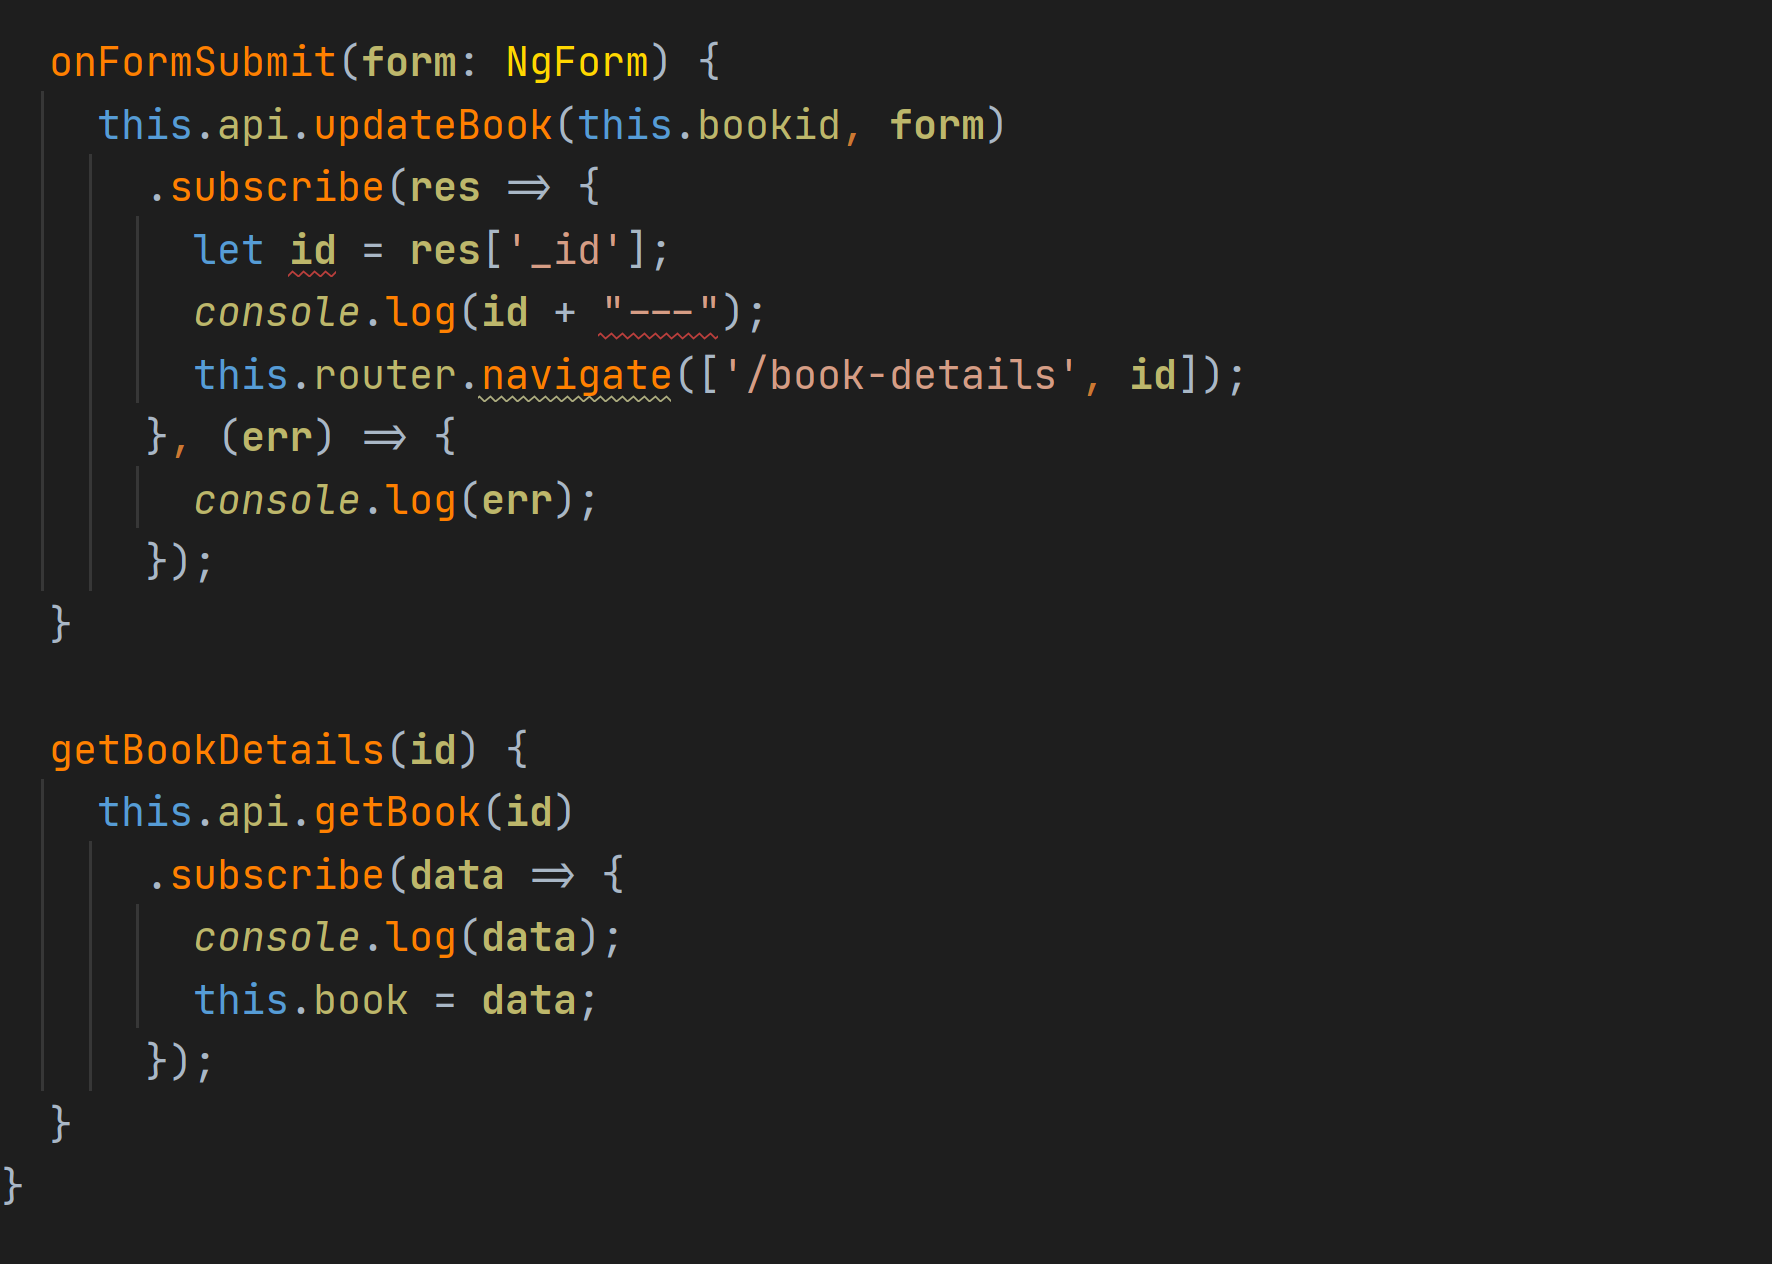 onFormSubmit(form: NgForm) {
this.api.updateBook(this.bookid, form)
.subscribe(res => {
let id = res['_id'];
console.log(id + "---");
this.router.navigate(['/book-details', id]);
}, (err) => {
console.log(err);
});
}
getBookDetails(id) {
this.api.getBook(id)
.subscribe(data => {
console.log(data);
this.book = data;
});
}
}